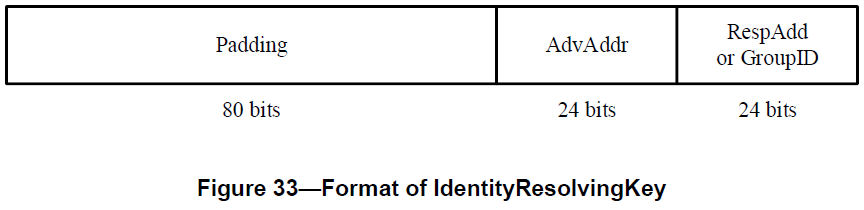 Padding
AdvAddr
RespAdd
or GroupID
80 bits
24 bits
24 bits
Figure 33—Format of IdentityResolvingKey